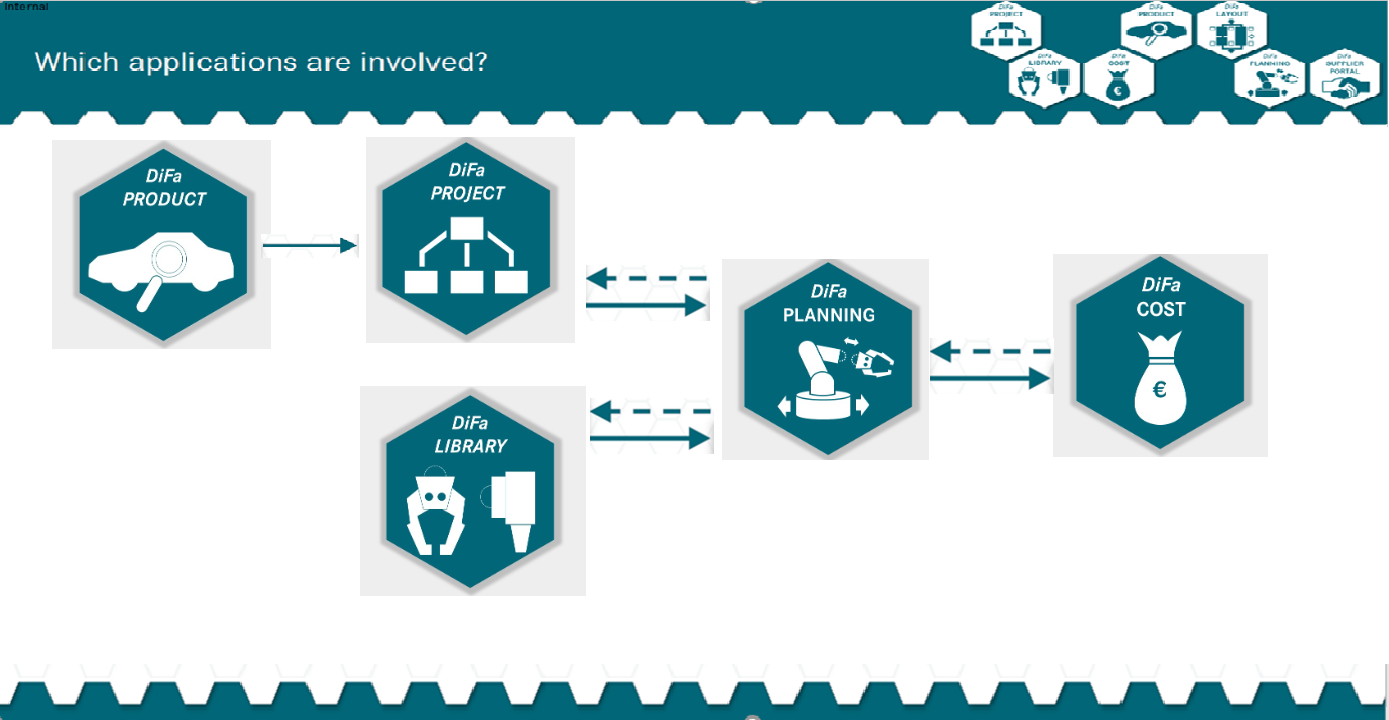 Internal
Which applications are involved?
DiFa
PROJECT
DiFa
PRODUCT
DiFa
LAYOUT
DiFa
LIBRARY
DiFa
COST
€
DiFa
PLANNING
DiFa
SUPPLIER
PORTAL
DiFa
PRODUCT
DiFa
PROJECT
DiFa
PLANNING
DiFa
COST
€
DiFa
LIBRARY